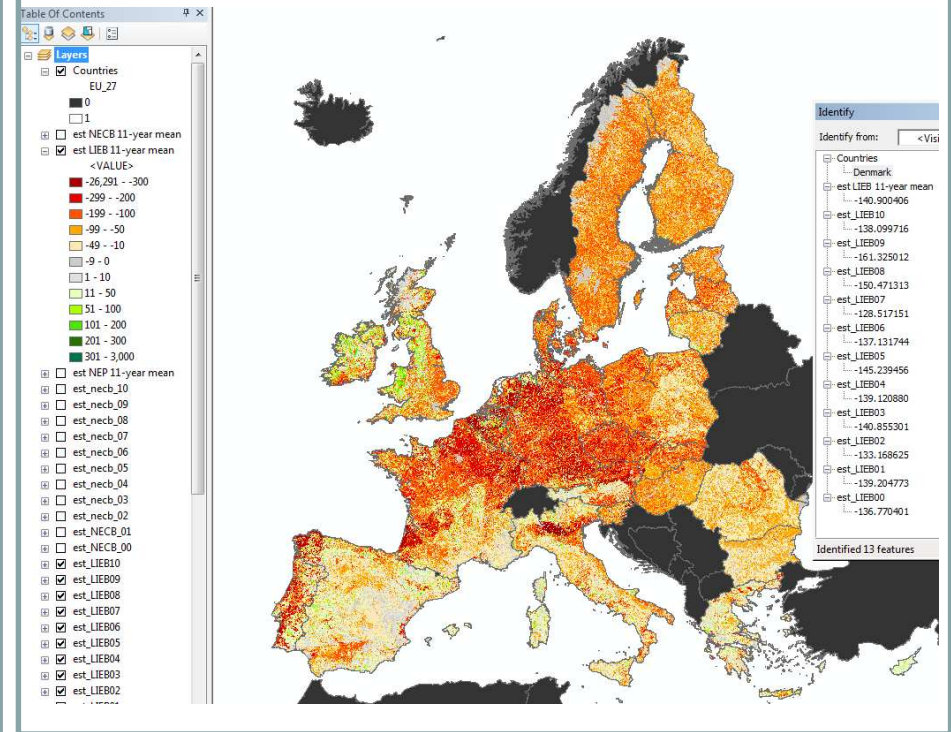 Table Of Contents
Layers
Countries
EU_27
0
1
est NECB 11-year mean
est LIEB 11-year mean
<VALUE>
-26,291 - -300
-299 - -200
-199 - -100
-99 - -50
-49 - -10
-9 - 0
1 - 10
11 - 50
51 - 100
101 - 200
201 - 300
301 - 3,000
est NEP 11-year mean
est_necb_10
est_necb_09
est_necb_08
est_necb_07
est_necb_06
est_necb_05
est_necb_04
est_necb_03
est_necb_02
est_NECB_01
est_NECB_00
est_LIEB10
est_LIEB09
est_LIEB08
est_LIEB07
est_LIEB06
est_LIEB05
est_LIEB04
est_LIEB03
est_LIEB02
Identify
Identify from: <Visi
Countries
Denmark
est LIEB 11-year mean
-140.900406
est_LIEB10
-138.099716
est_LIEB09
-161.325012
est_LIEB08
-150.471313
est_LIEB07
-128.517151
est_LIEB06
-137.131744
est_LIEB05
-145.239456
est_LIEB04
-139.120880
est_LIEB03
-140.855301
est_LIEB02
-133.168625
est_LIEB01
-139.204773
est_LIEB00
-136.770401
Identified 13 features